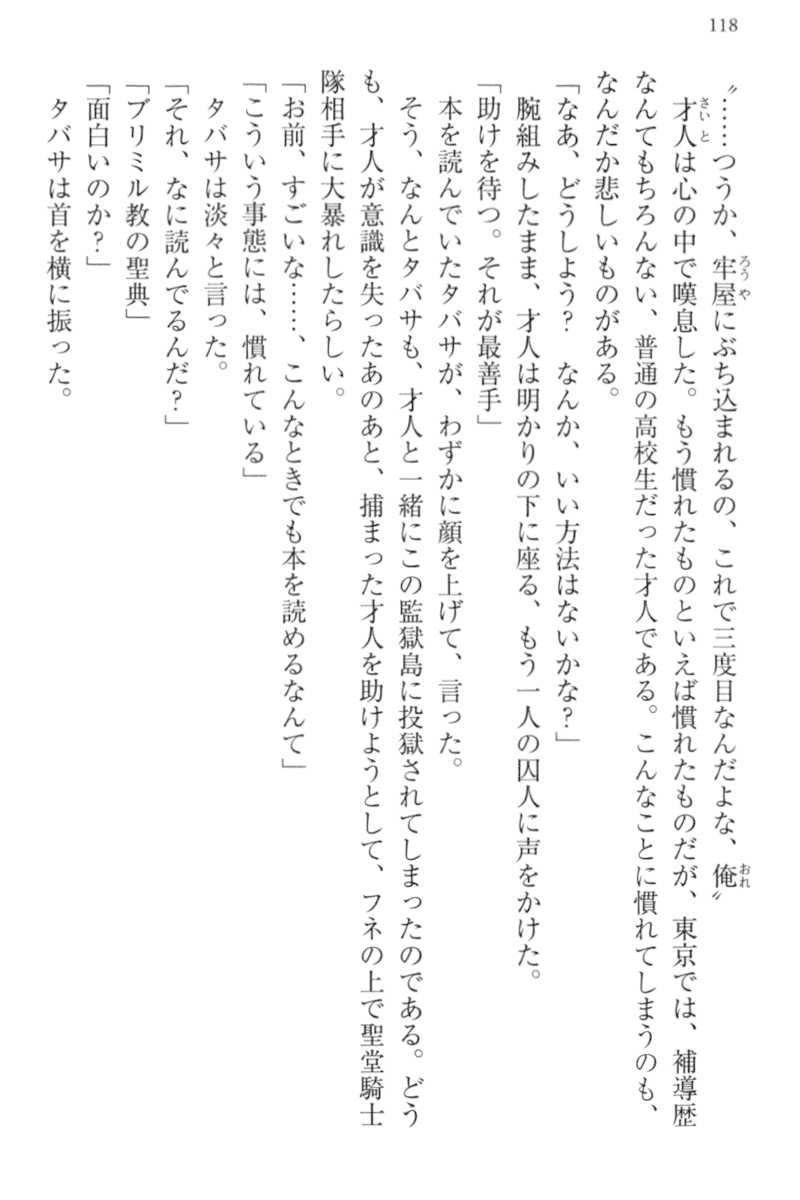 118
〝……つうか、牢屋にぶち込まれるの、これで三度目なんだよな、俺〟
才人は心の中で嘆息した。もう慣れたものといえば慣れたものだが、東京では、補導歴
なんてもちろんない、普通の高校生だった才人である。こんなことに慣れてしまうのも、
なんだか悲しいものがある。
「なあ、どうしよう？　なんか、いい方法はないかな？」
腕組みしたまま、才人は明かりの下に座る、もう一人の囚人に声をかけた。
「助けを待つ。それが最善手」
本を読んでいたタバサが、わずかに顔を上げて、言った。
そう、なんとタバサも、才人と一緒にこの監獄島に投獄されてしまったのである。どう
も、才人が意識を失ったあのあと、捕まった才人を助けようとして、フネの上で聖堂騎士
隊相手に大暴れしたらしい。
「お前、すごいな……、こんなときでも本を読めるなんて」
「こういう事態には、慣れている」
タバサは淡々と言った。
「それ、なに読んでるんだ？」
「ブリミル教の聖典」
「面白いのか？」
タバサは首を横に振った。